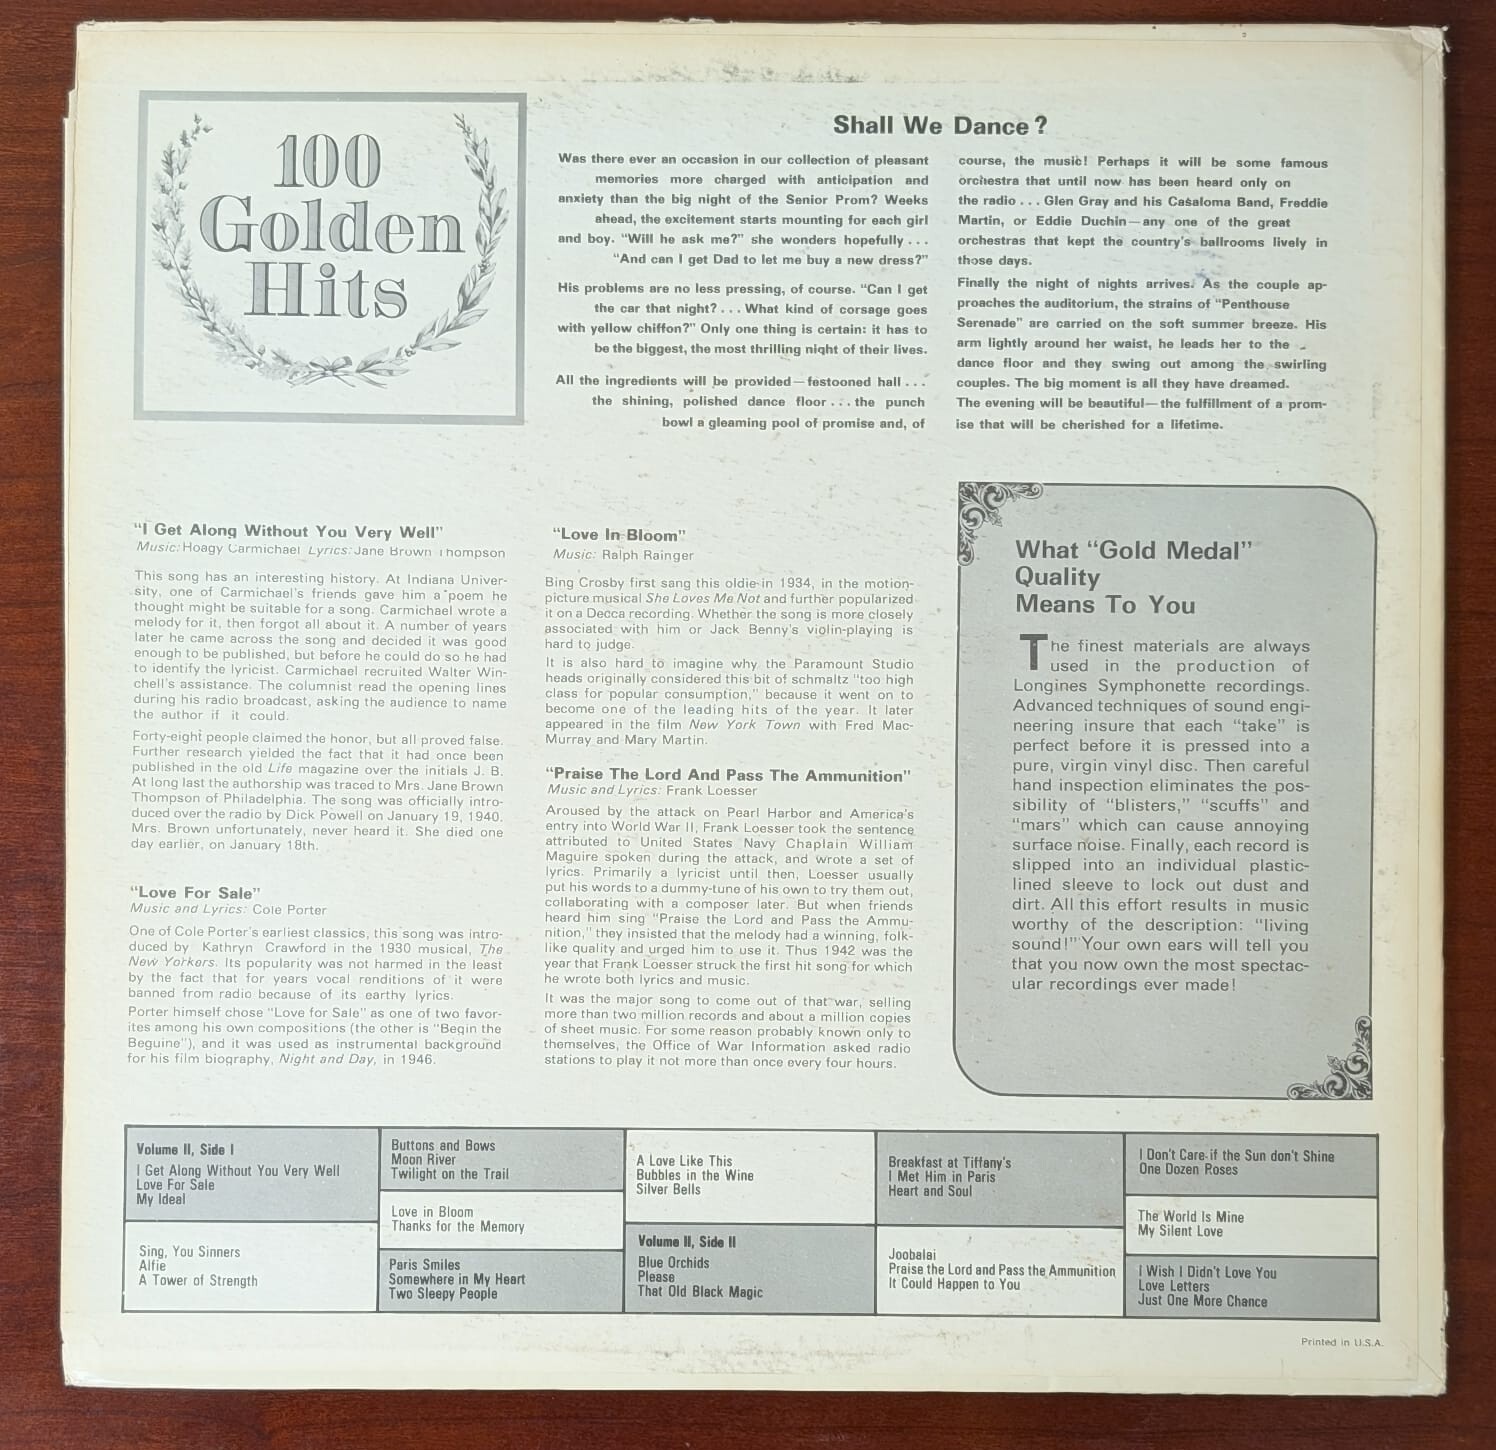 100
Golden
Hits
Shall We Dance?
Was there ever an occasion in our collection of pleasant
memories more charged with anticipation and
anxiety than the big night of the Senior Prom? Weeks
ahead, the excitement starts mounting for each girl
and boy. “Will he ask me?” she wonders hopefully . . .
“And can I get Dad to let me buy a new dress?”
His problems are no less pressing, of course. “Can I get
the car that night? . . . What kind of corsage goes
with yellow chiffon?” Only one thing is certain: it has to
be the biggest, the most thrilling night of their lives.
All the ingredients will be provided—festooned hall . . .
the shining, polished dance floor . . . the punch
bowl a gleaming pool of promise and, of
course, the music! Perhaps it will be some famous
orchestra that until now has been heard only on
the radio . . . Glen Gray and his Casaloma Band, Freddie
Martin, or Eddie Duchin—any one of the great
orchestras that kept the country's ballrooms lively in
those days.
Finally the night of nights arrives. As the couple ap-
proaches the auditorium, the strains of “Penthouse
Serenade” are carried on the soft summer breeze. His
arm lightly around her waist, he leads her to the
dance floor and they swing out among the swirling
couples. The big moment is all they have dreamed.
The evening will be beautiful—the fulfillment of a prom-
ise that will be cherished for a lifetime.
“I Get Along Without You Very Well”
Music: Hoagy Carmichael Lyrics: Jane Brown Thompson
This song has an interesting history. At Indiana Univer-
sity, one of Carmichael's friends gave him a poem he
thought might be suitable for a song. Carmichael wrote a
melody for it, then forgot all about it. A number of years
later he came across the song and decided it was good
enough to be published, but before he could do so he had
to identify the lyricist. Carmichael recruited Walter Win-
chell's assistance. The columnist read the opening lines
during his radio broadcast, asking the audience to name
the author if it could.
Forty-eight people claimed the honor, but all proved false.
Further research yielded the fact that it had once been
published in the old Life magazine over the initials J. B.
At long last the authorship was traced to Mrs. Jane Brown
Thompson of Philadelphia. The song was officially intro-
duced over the radio by Dick Powell on January 19, 1940.
Mrs. Brown unfortunately, never heard it. She died one
day earlier, on January 18th.
“Love For Sale”
Music and Lyrics: Cole Porter
One of Cole Porter's earliest classics, this song was intro-
duced by Kathryn Crawford in the 1930 musical, The
New Yorkers. Its popularity was not harmed in the least
by the fact that for years vocal renditions of it were
banned from radio because of its earthy lyrics.
Porter himself chose “Love for Sale” as one of two favor-
ites among his own compositions (the other is “Begin the
Beguine”), and it was used as instrumental background
for his film biography, Night and Day, in 1946.
“Love In Bloom”
Music: Ralph Rainger
Bing Crosby first sang this oldie in 1934, in the motion-
picture musical She Loves Me Not and further popularized
it on a Decca recording. Whether the song is more closely
associated with him or Jack Benny's violin-playing is
hard to judge.
It is also hard to imagine why the Paramount Studio
heads originally considered this bit of schmaltz “too high
class for popular consumption,” because it went on to
become one of the leading hits of the year. It later
appeared in the film New York Town with Fred Mac-
Murray and Mary Martin.
“Praise The Lord And Pass The Ammunition”
Music and Lyrics: Frank Loesser
Aroused by the attack on Pearl Harbor and America's
entry into World War II, Frank Loesser took the sentence
attributed to United States Navy Chaplain William
Maguire spoken during the attack, and wrote a set of
lyrics. Primarily a lyricist until then, Loesser usually
put his words to a dummy-tune of his own to try them out,
collaborating with a composer later. But when friends
heard him sing “Praise the Lord and Pass the Ammu-
nition,” they insisted that the melody had a winning, folk-
like quality and urged him to use it. Thus 1942 was the
year that Frank Loesser struck the first hit song for which
he wrote both lyrics and music.
It was the major song to come out of that war, selling
more than two million records and about a million copies
of sheet music. For some reason probably known only to
themselves, the Office of War Information asked radio
stations to play it not more than once every four hours.
What “Gold Medal”
Quality
Means To You
The finest materials are always
used in the production of
Longines Symphonette recordings.
Advanced techniques of sound engi-
neering insure that each “take” is
perfect before it is pressed into a
pure, virgin vinyl disc. Then careful
hand inspection eliminates the pos-
sibility of “blisters,” “scuffs” and
“mars” which can cause annoying
surface noise. Finally, each record is
slipped into an individual plastic-
lined sleeve to lock out dust and
dirt. All this effort results in music
worthy of the description: “living
sound!” Your own ears will tell you
that you now own the most spectac-
ular recordings ever made!
Volume II, Side I
I Get Along Without You Very Well
Love For Sale
My Ideal
Sing, You Sinners
Alfie
A Tower of Strength
Buttons and Bows
Moon River
Twilight on the Trail
Love in Bloom
Thanks for the Memory
Paris Smiles
Somewhere in My Heart
Two Sleepy People
A Love Like This
Bubbles in the Wine
Silver Bells
Volume II, Side II
Blue Orchids
Please
That Old Black Magic
Breakfast at Tiffany's
I Met Him in Paris
Heart and Soul
Joobalai
Praise the Lord and Pass the Ammunition
It Could Happen to You
I Don't Care if the Sun don't Shine
One Dozen Roses
The World Is Mine
My Silent Love
I Wish I Didn't Love You
Love Letters
Just One More Chance
Printed in U.S.A.